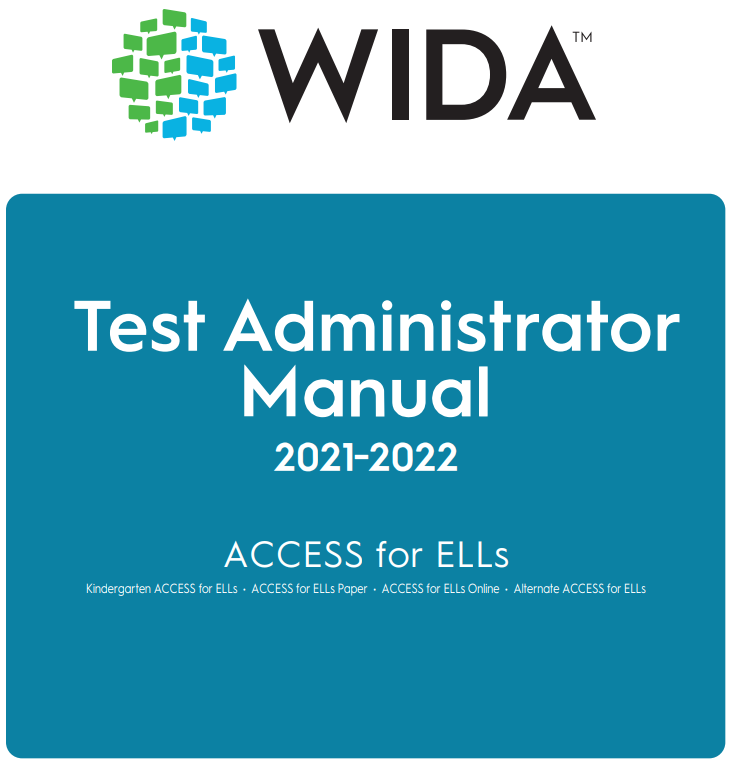 WIDA™
Test Administrator
Manual
2021-2022
ACCESS for ELLs
Kindergarten ACCESS for ELLs • ACCESS for ELLs Paper • ACCESS for ELLs Online • Alternate ACCESS for ELLs